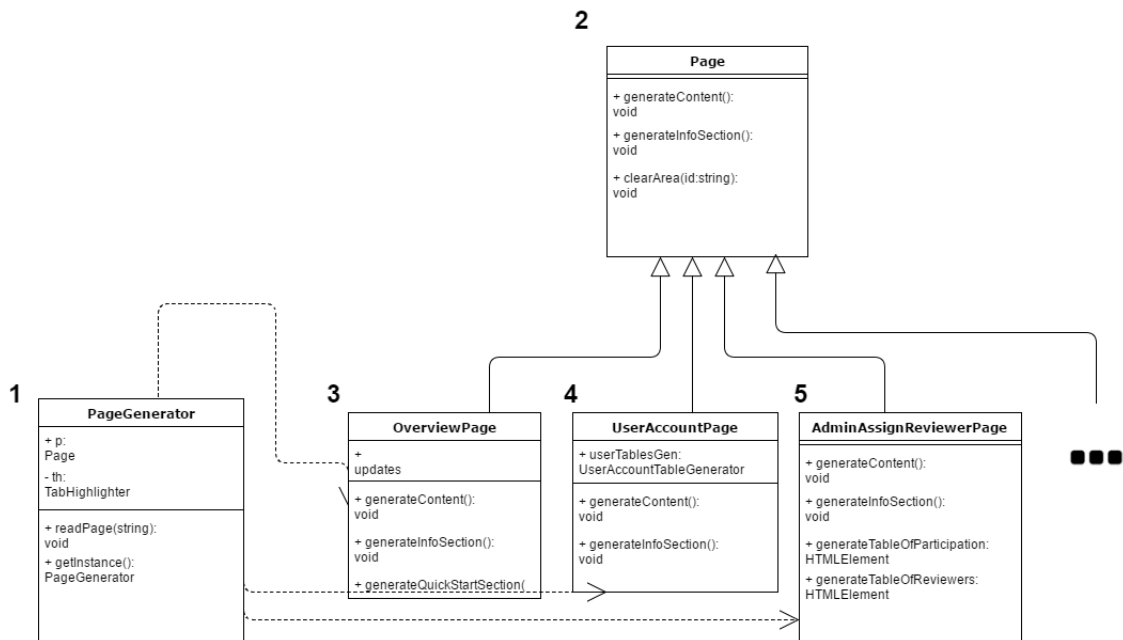 2
Page
+ generateContent():
void
+ generateInfoSection():
void
+ clearArea(id:string):
void
1
PageGenerator
+ p:
Page
- th:
TabHighlighter
+ readPage(string):
void
+ getInstance():
PageGenerator
3
OverviewPage
+
updates
+ generateContent():
void
+ generateInfoSection():
void
+ generateQuickStartSection(
4
UserAccountPage
+ userTablesGen:
UserAccountTableGenerator
+ generateContent():
void
+ generateInfoSection():
void
5
AdminAssignReviewerPage
+ generateContent():
void
+ generateInfoSection():
void
+ generateTableOfParticipation:
HTMLElement
+ generateTableOfReviewers:
HTMLElement